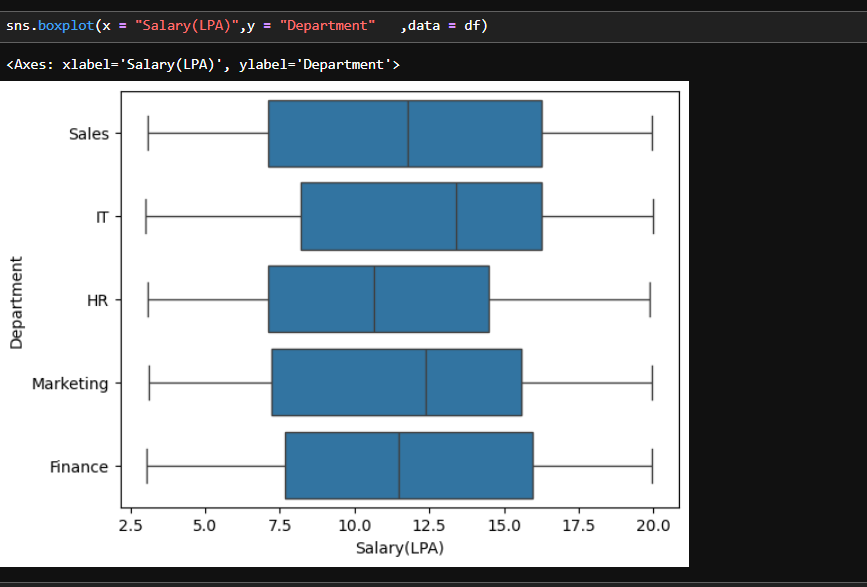 sns.boxplot(x = "Salary(LPA)",y = "Department"   ,data = df)
<Axes: xlabel='Salary(LPA)', ylabel='Department'>
Sales
IT
HR
Marketing
Finance
Department
2.5 5.0 7.5 10.0 12.5 15.0 17.5 20.0
Salary(LPA)